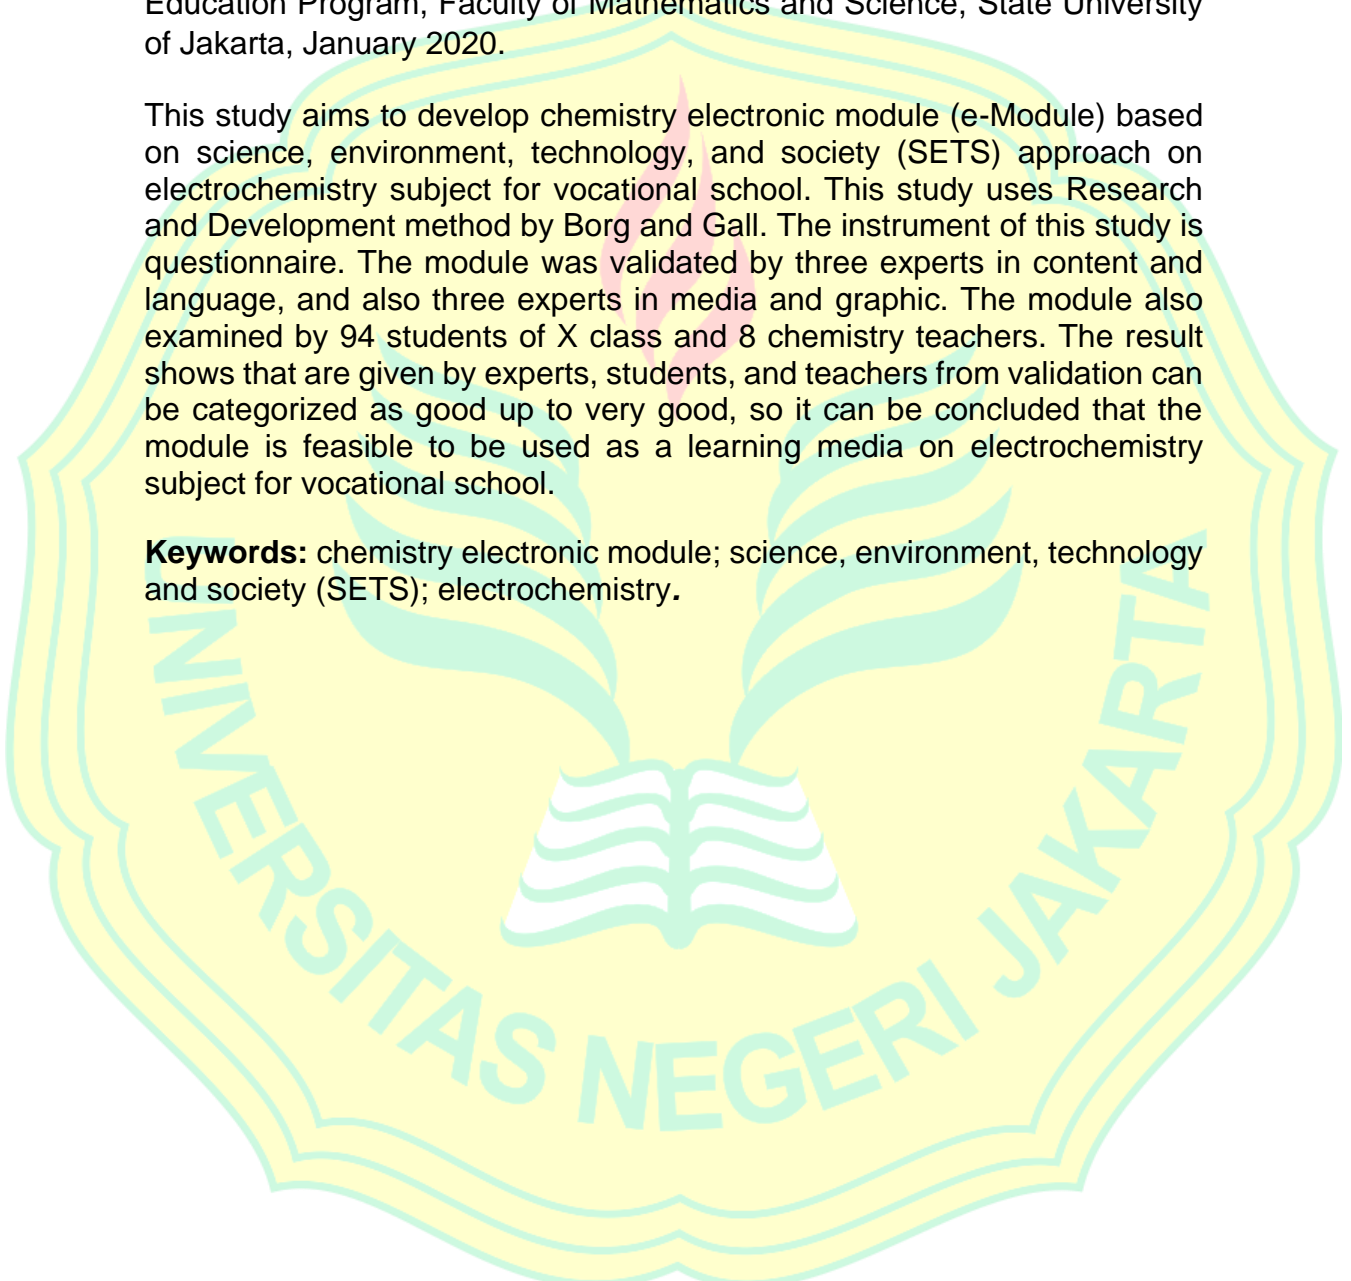 Education Program, Faculty of Mathematics and Science, State University
of Jakarta, January 2020.
This study aims to develop chemistry electronic module (e-Module) based
on science, environment, technology, and society (SETS) approach on
electrochemistry subject for vocational school. This study uses Research
and Development method by Borg and Gall. The instrument of this study is
questionnaire. The module was validated by three experts in content and
language, and also three experts in media and graphic. The module also
examined by 94 students of X class and 8 chemistry teachers. The result
shows that are given by experts, students, and teachers from validation can
be categorized as good up to very good, so it can be concluded that the
module is feasible to be used as a learning media on electrochemistry
subject for vocational school.
Keywords: chemistry electronic module; science, environment, technology
and society (SETS); electrochemistry.
UNIVERSITAS NEGERI JAKARTA